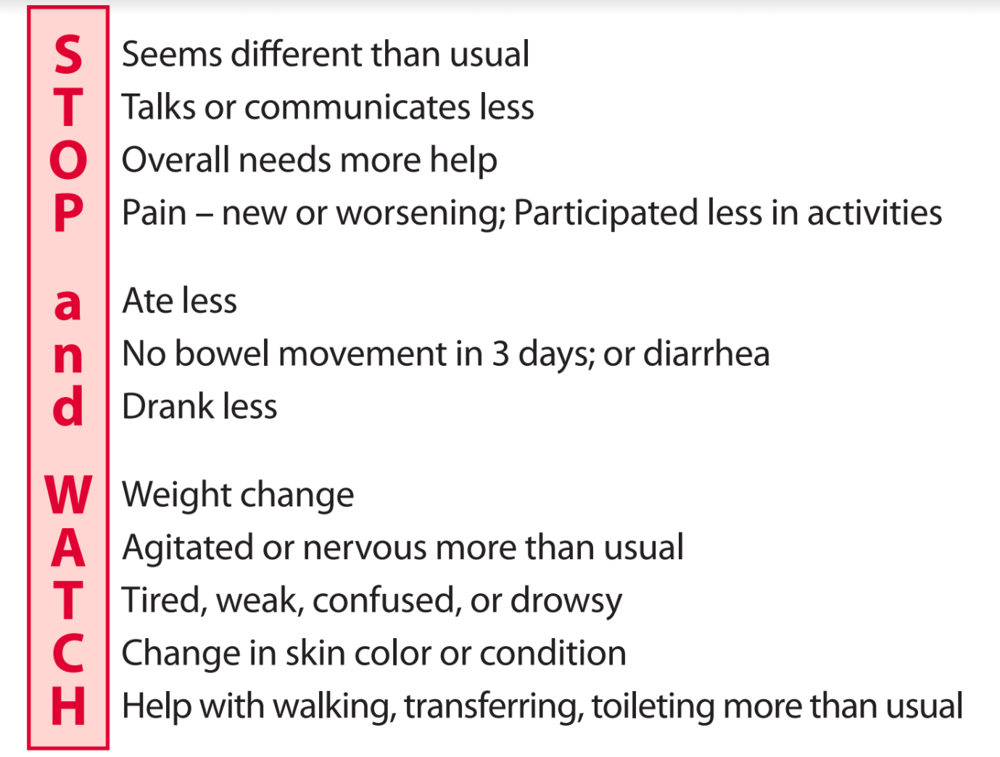 S Seems different than usual
T Talks or communicates less
O Overall needs more help
P Pain – new or worsening; Participated less in activities
a Ate less
n No bowel movement in 3 days; or diarrhea
d Drank less
W Weight change
A Agitated or nervous more than usual
T Tired, weak, confused, or drowsy
C Change in skin color or condition
H Help with walking, transferring, toileting more than usual